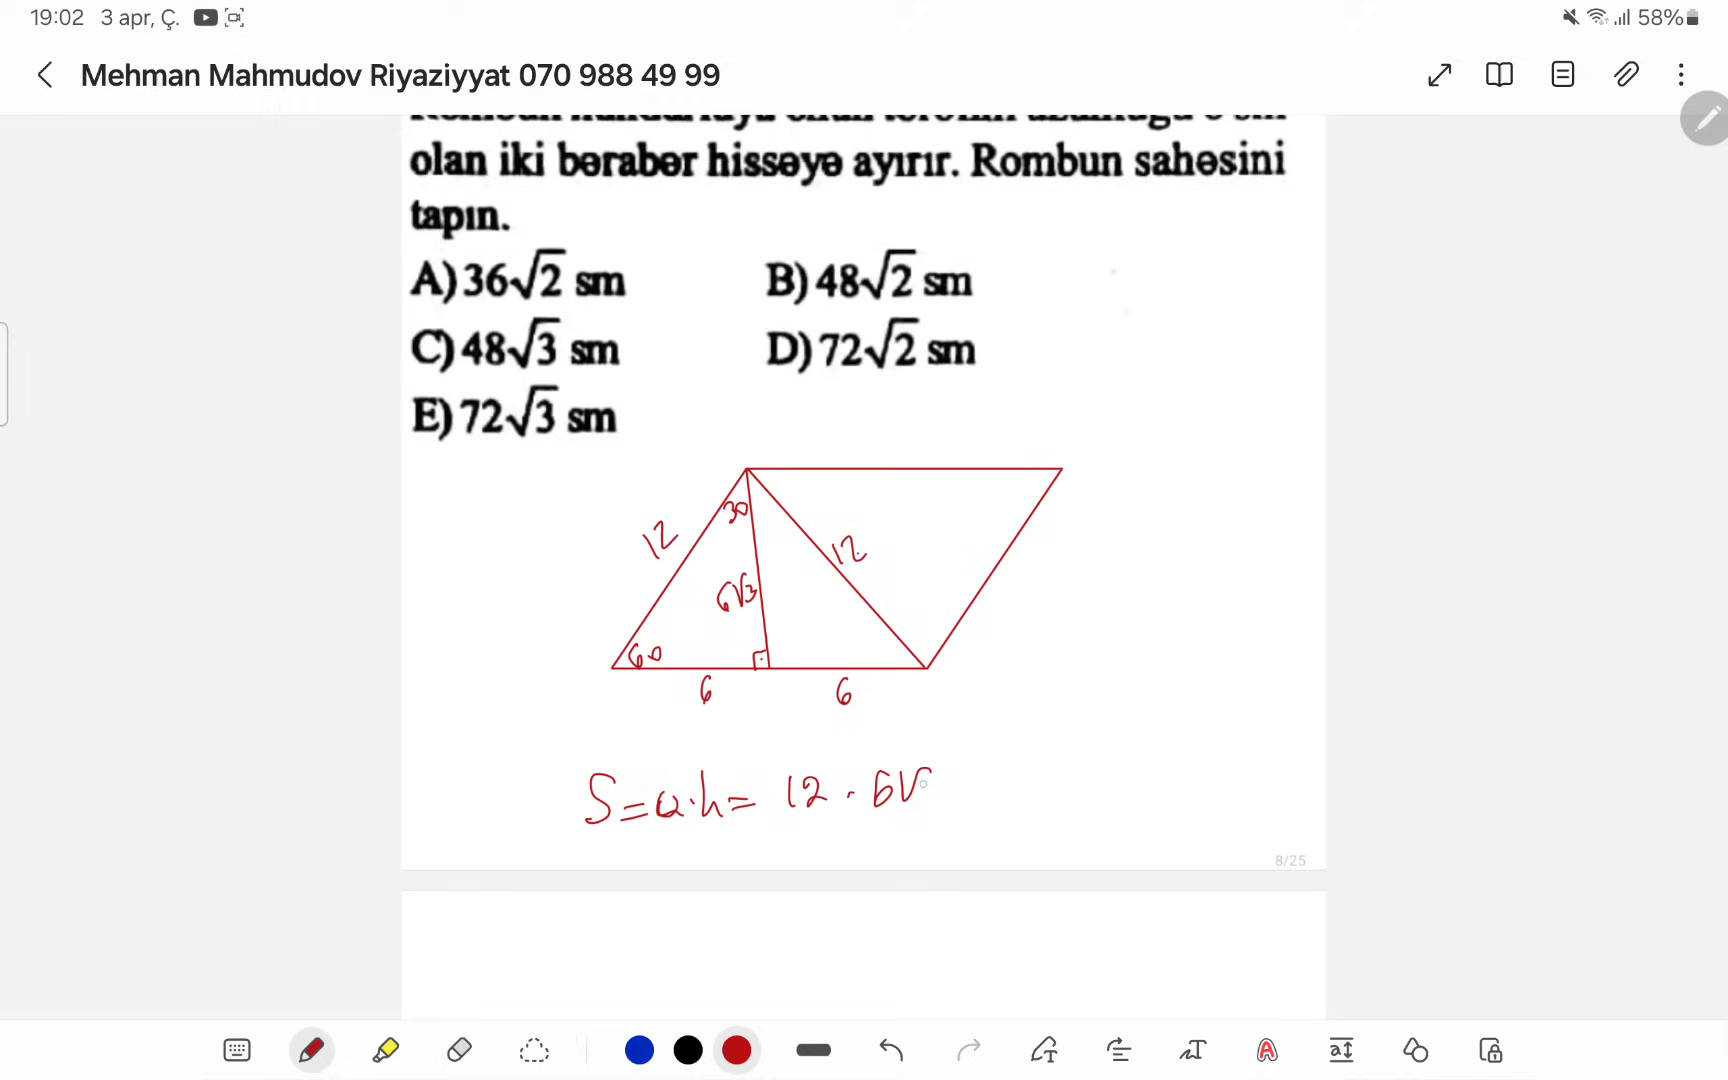 19:02 3 apr, Ç. 58%
Mehman Mahmudov Riyaziyyat 070 988 49 99
olan iki bərabər hissəyə ayırır. Rombun sahəsini
tapın.
A) 36√2 sm B) 48√2 sm
C) 48√3 sm D) 72√2 sm
E) 72√3 sm
30
12 12
6√3
60
6 6
S=a·h= 12 · 6√
8/25